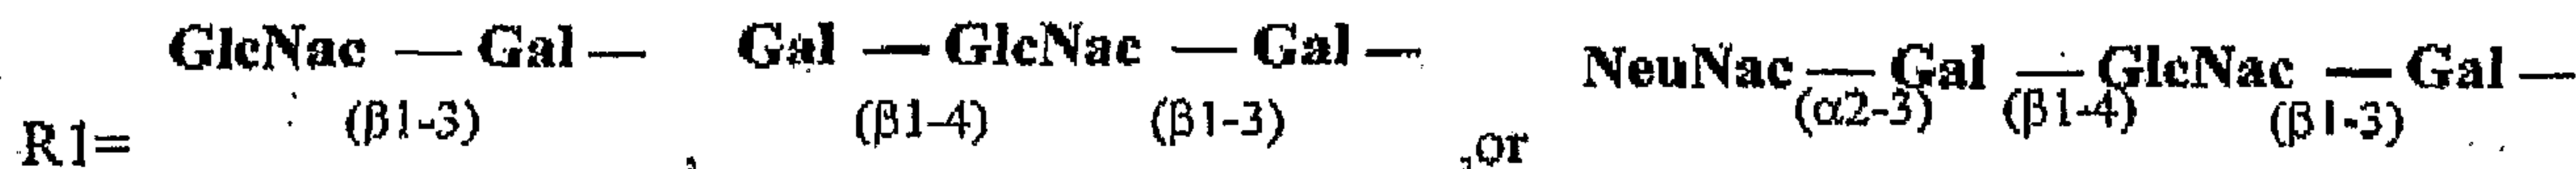 GlcNac — Gal — Gal — GlcNac — Gal — NeuNac — Gal — GlcNac — Gal —
(β1-3) (β1-4) (β1-3) (α2-3) (β1-4) (β1-3)
R1= , ,or